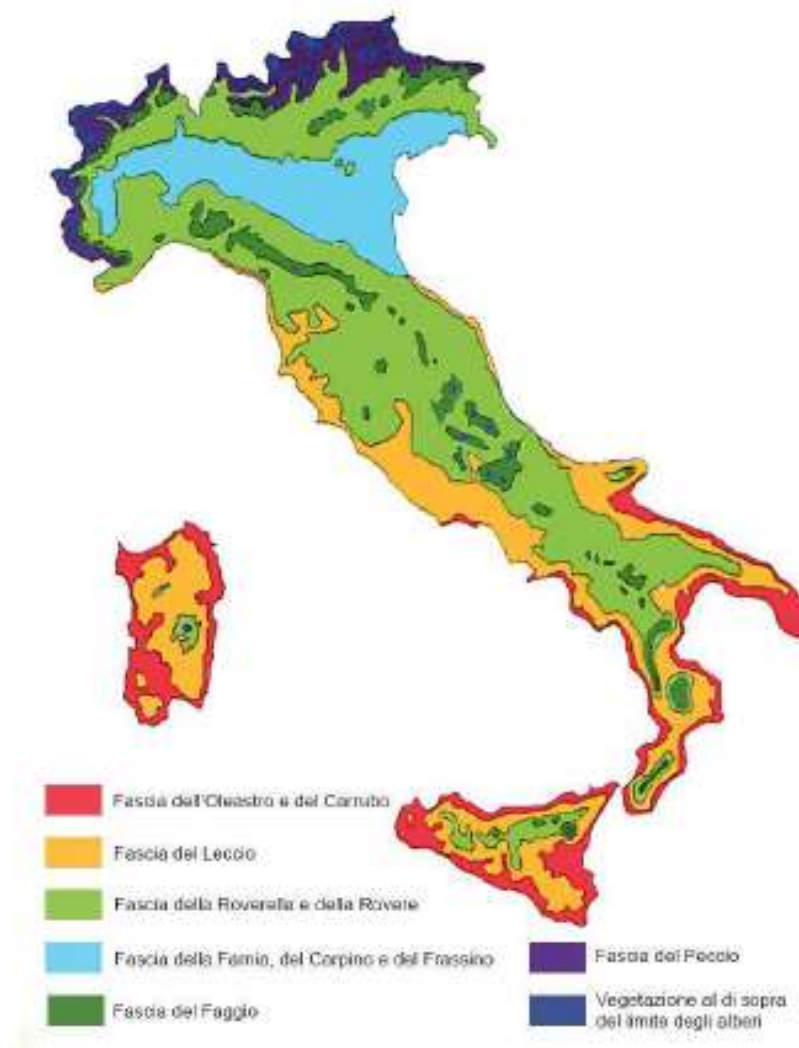 Fascia dell'Oleastro e del Carrubo
Fascia del Leccio
Fascia della Roverella e della Rovere
Fascia della Farnia, del Carpino e del Frassino
Fascia del Faggio
Fascia del Peccio
Vegetazione al di sopra
del limite degli alberi